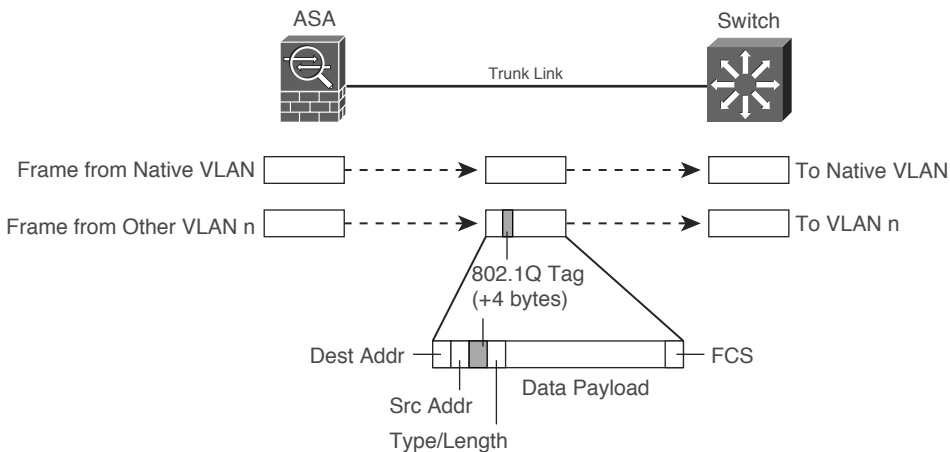 ASA
Switch
Trunk Link
Frame from Native VLAN
To Native VLAN
Frame from Other VLAN n
To VLAN n
802.1Q Tag
(+4 bytes)
Dest Addr
FCS
Data Payload
Src Addr
Type/Length